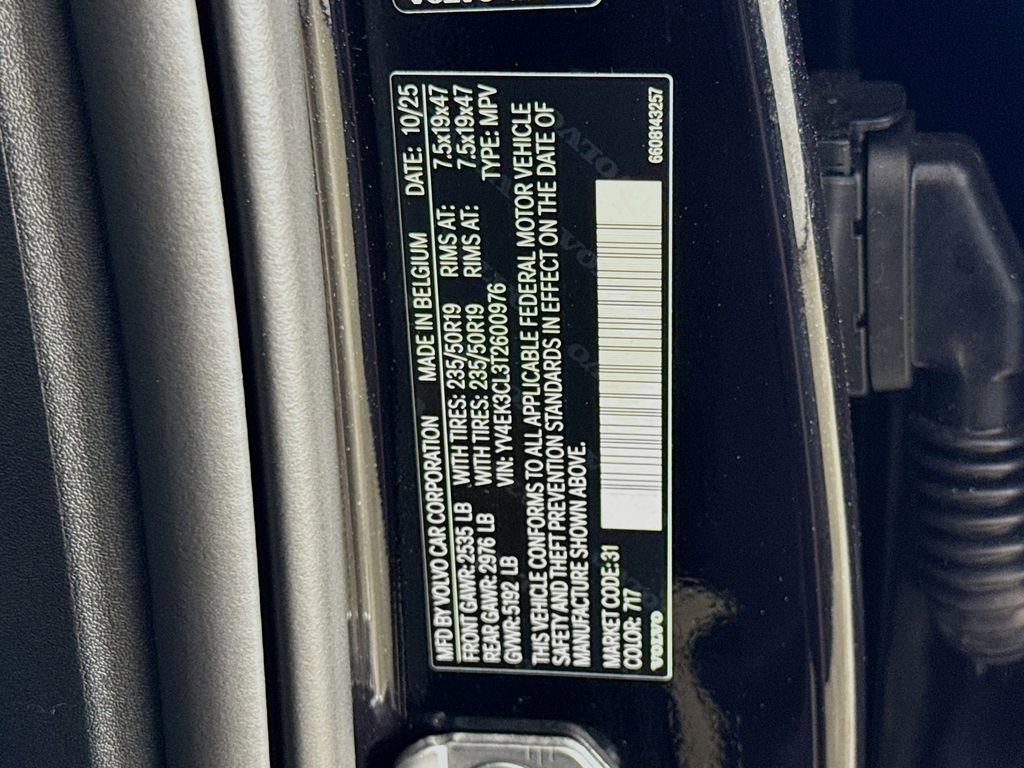 MFD BY VOLVO CAR CORPORATION MADE IN BELGIUM DATE: 10/25
FRONT GAWR: 2535 LB WITH TIRES: 235/50R19 RIMS AT: 7.5x19x47
REAR GAWR: 2976 LB WITH TIRES: 235/50R19 RIMS AT: 7.5x19x47
GVWR: 5192 LB VIN: YV4EK3CL3T2600976 TYPE: MPV
THIS VEHICLE CONFORMS TO ALL APPLICABLE FEDERAL MOTOR VEHICLE
SAFETY AND THEFT PREVENTION STANDARDS IN EFFECT ON THE DATE OF
MANUFACTURE SHOWN ABOVE.
MARKET CODE:31
COLOR: 717
VOLVO
6608143257